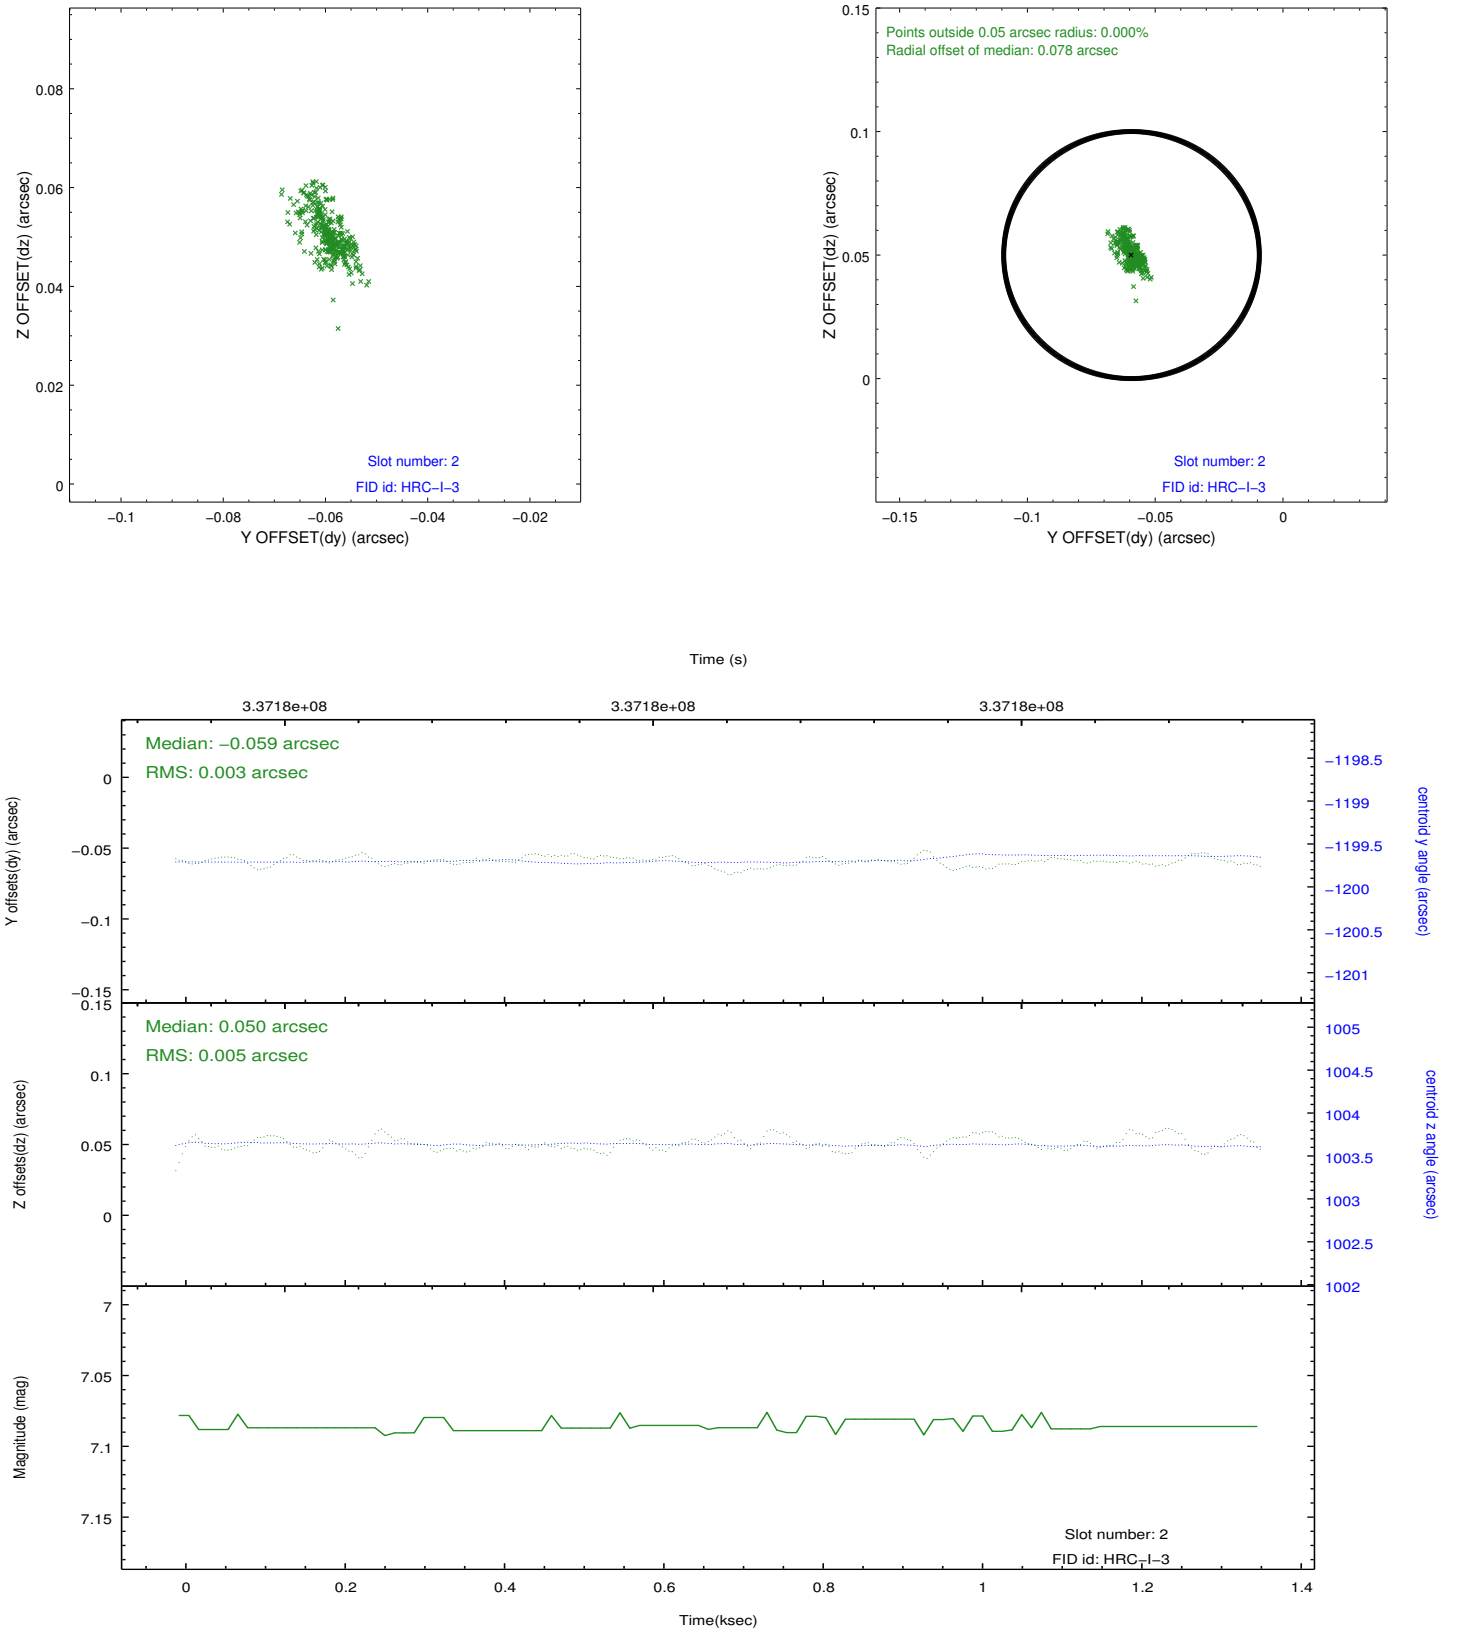 0.08
0.06
0.04
0.02
0
Z OFFSET(dz) (arcsec)
Slot number: 2
FID id: HRC−I−3
−0.1
−0.08
−0.06
−0.04
−0.02
Y OFFSET(dy) (arcsec)
0.15
0.1
0.05
0
Z OFFSET(dz) (arcsec)
Points outside 0.05 arcsec radius: 0.000%
Radial offset of median: 0.078 arcsec
Slot number: 2
FID id: HRC−I−3
−0.15
−0.1
−0.05
0
Y OFFSET(dy) (arcsec)
Time (s)
3.3718e+08
3.3718e+08
3.3718e+08
Median: −0.059 arcsec
RMS: 0.003 arcsec
0
−0.05
−0.1
−0.15
Y offsets(dy) (arcsec)
−1198.5
−1199
−1199.5
−1200
−1200.5
−1201
centroid y angle (arcsec)
Median: 0.050 arcsec
RMS: 0.005 arcsec
0.15
0.1
0.05
0
Z offsets(dz) (arcsec)
1005
1004.5
1004
1003.5
1003
1002.5
1002
centroid z angle (arcsec)
7
7.05
7.1
7.15
Magnitude (mag)
Slot number: 2
FID id: HRC−I−3
0
0.2
0.4
0.6
0.8
1
1.2
1.4
Time(ksec)